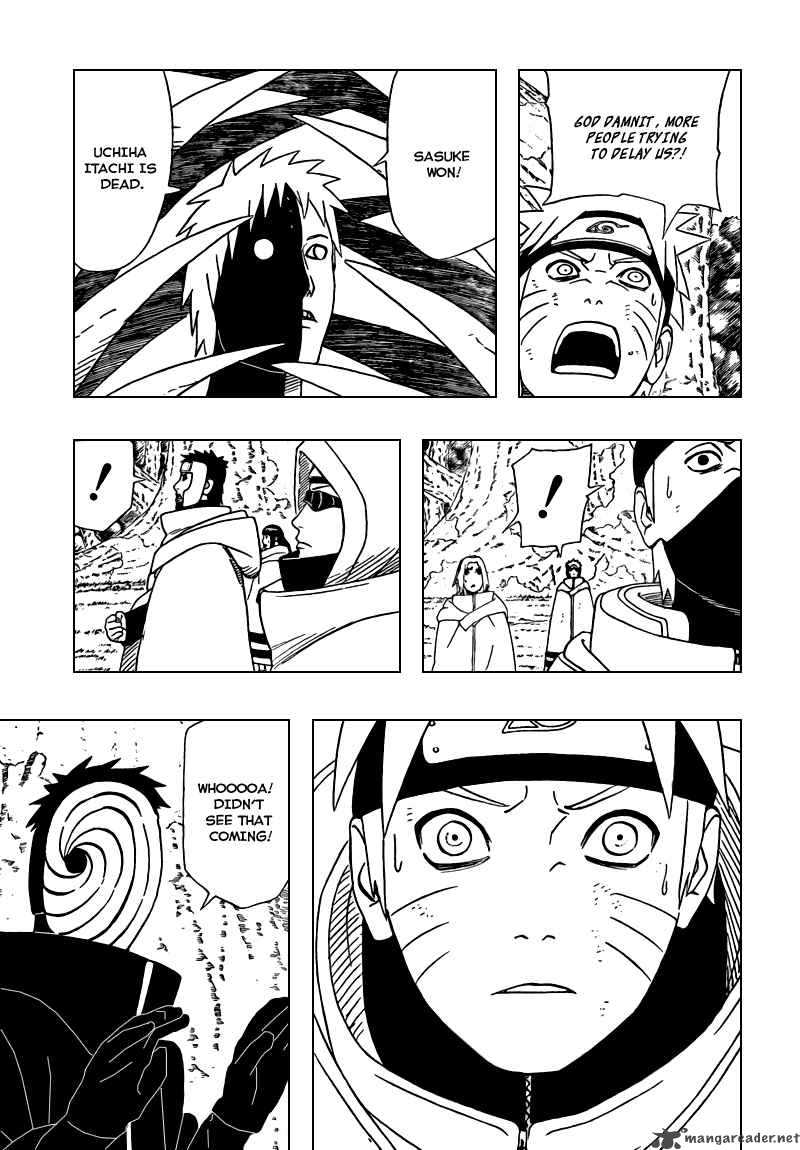 GOD DAMNIT, MORE
PEOPLE TRYING
TO DELAY US?!
SASUKE
WON!
UCHIHA
ITACHI IS
DEAD.
!
!
WHOOOOA!
DIDN'T
SEE THAT
COMING!
mangareader.net